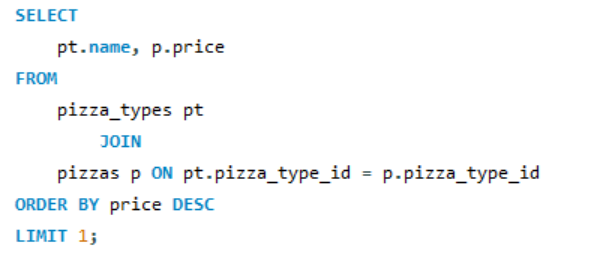 SELECT
    pt.name, p.price
FROM
    pizza_types pt
        JOIN
    pizzas p ON pt.pizza_type_id = p.pizza_type_id
ORDER BY price DESC
LIMIT 1;